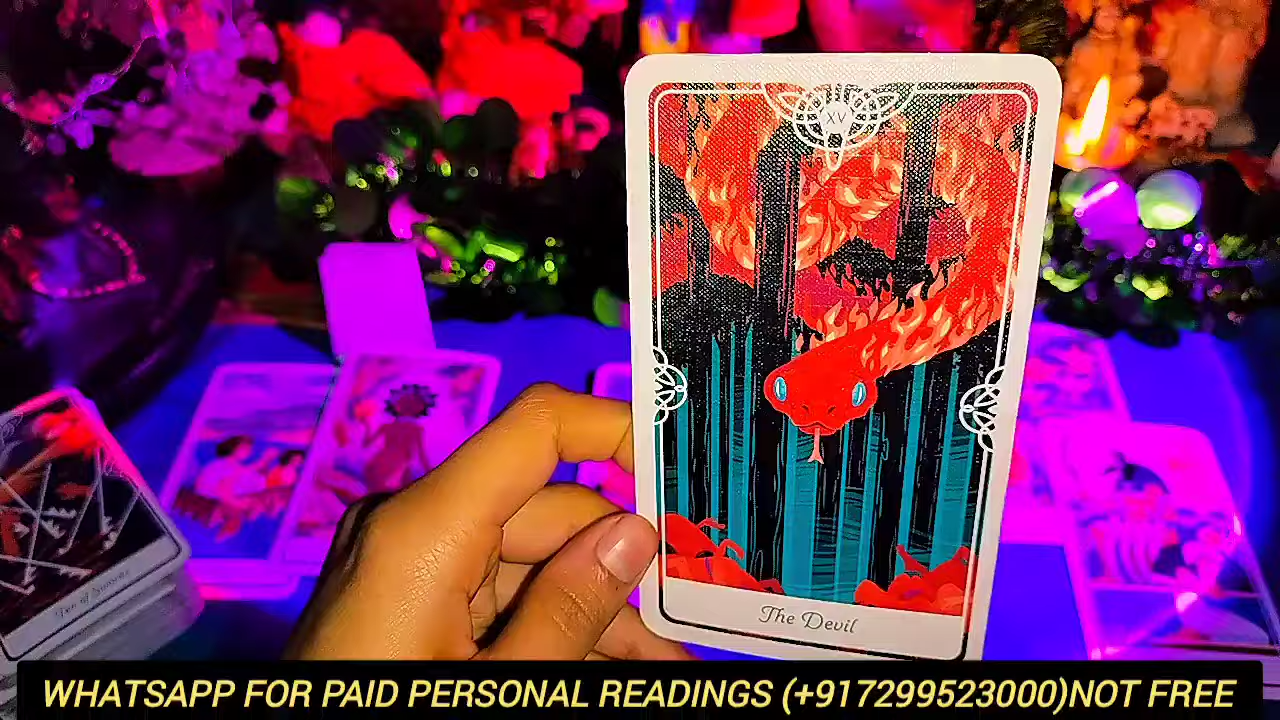 XV
Ten of Swords
The Devil
WHATSAPP FOR PAID PERSONAL READINGS (+917299523000)NOT FREE